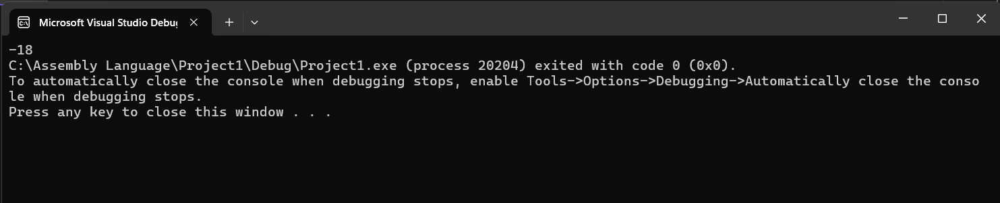 Microsoft Visual Studio Debu
-18
C:\Assembly Language\Project1\Debug\Project1.exe (process 20204) exited with code 0 (0x0).
To automatically close the console when debugging stops, enable Tools->Options->Debugging->Automatically close the conso
le when debugging stops.
Press any key to close this window . . .